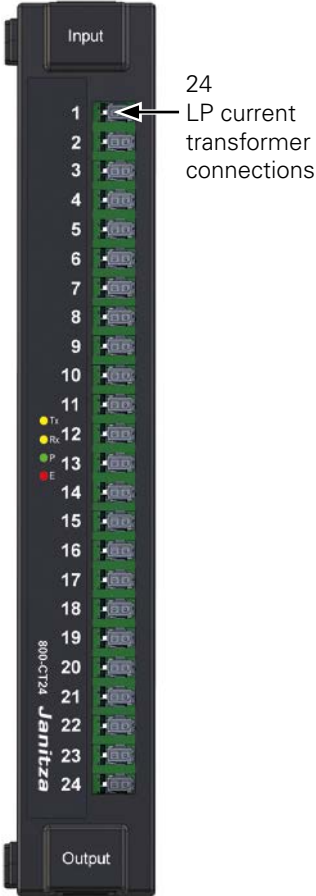 Input
24
LP current
transformer
connections
1
2
3
4
5
6
7
8
9
10
11
Tx
12
Rx
13
P
E
14
15
16
17
18
19
20
21
22
23
24
800-CT24 Janitza
Output